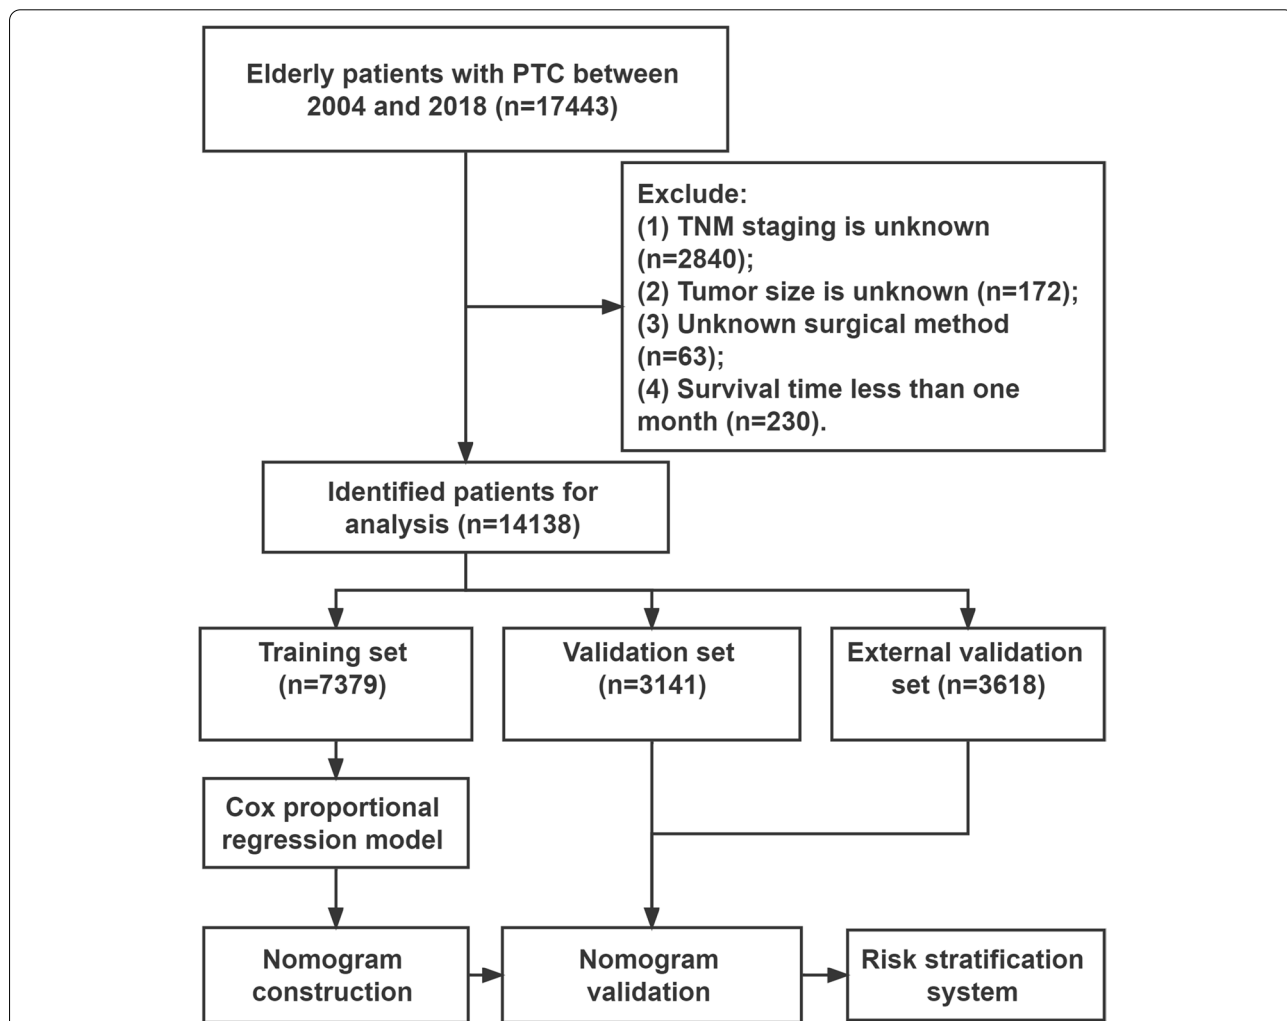 Elderly patients with PTC between
2004 and 2018 (n=17443)
Exclude:
(1) TNM staging is unknown
(n=2840);
(2) Tumor size is unknown (n=172);
(3) Unknown surgical method
(n=63);
(4) Survival time less than one
month (n=230).
Identified patients for
analysis (n=14138)
Training set
(n=7379)
Validation set
(n=3141)
External validation
set (n=3618)
Cox proportional
regression model
Nomogram
construction
Nomogram
validation
Risk stratification
system